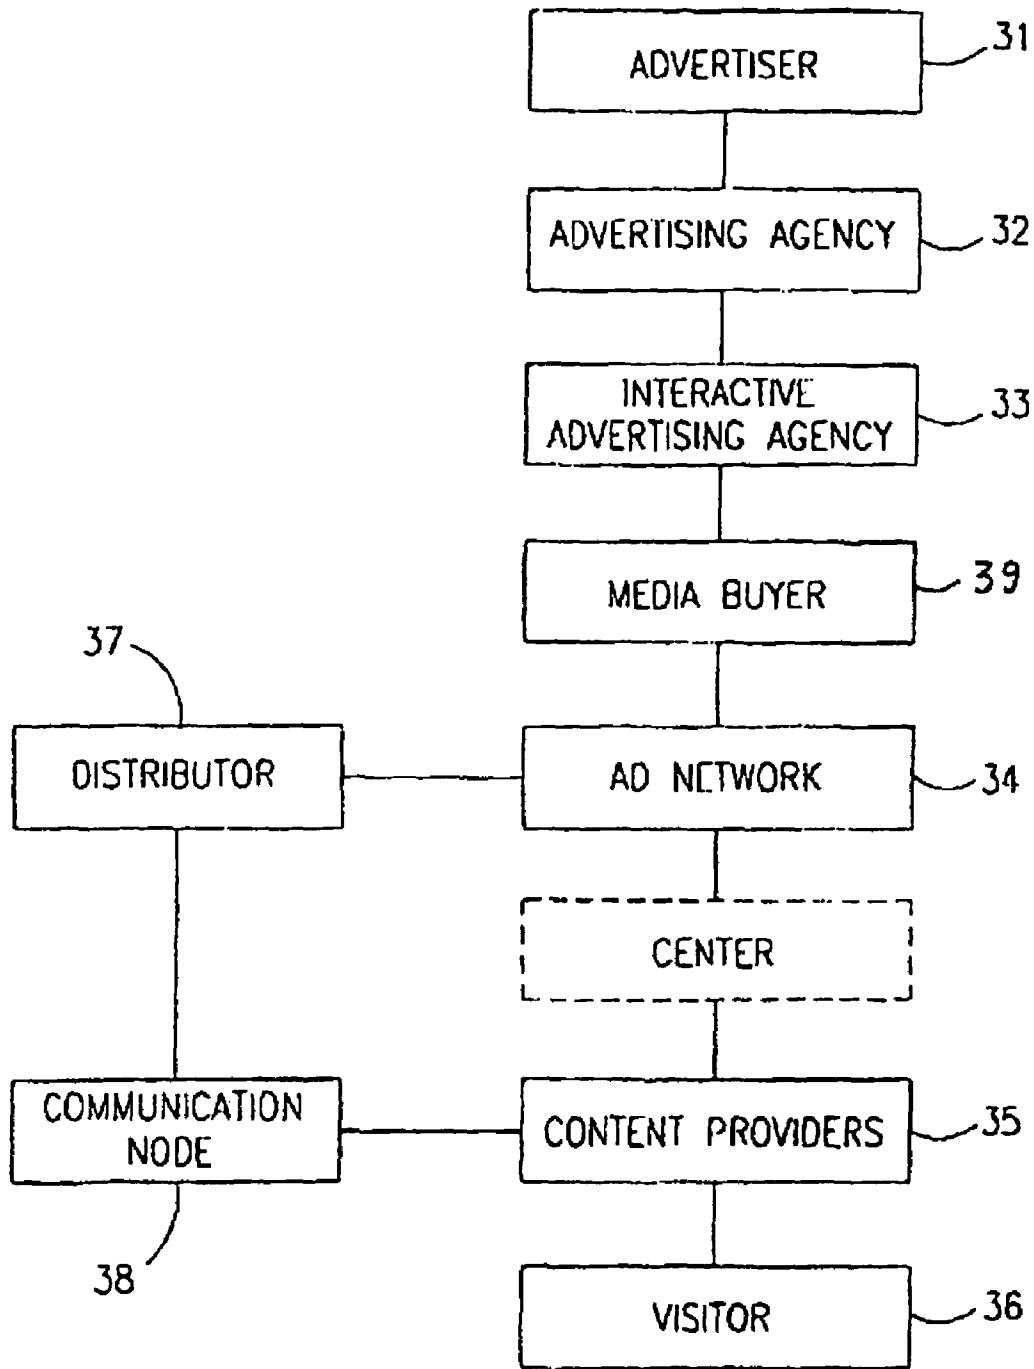 ADVERTISER
31
ADVERTISING AGENCY
32
INTERACTIVE
ADVERTISING AGENCY
33
MEDIA BUYER
39
37
DISTRIBUTOR
AD NETWORK
34
CENTER
COMMUNICATION
NODE
CONTENT PROVIDERS
35
38
VISITOR
36